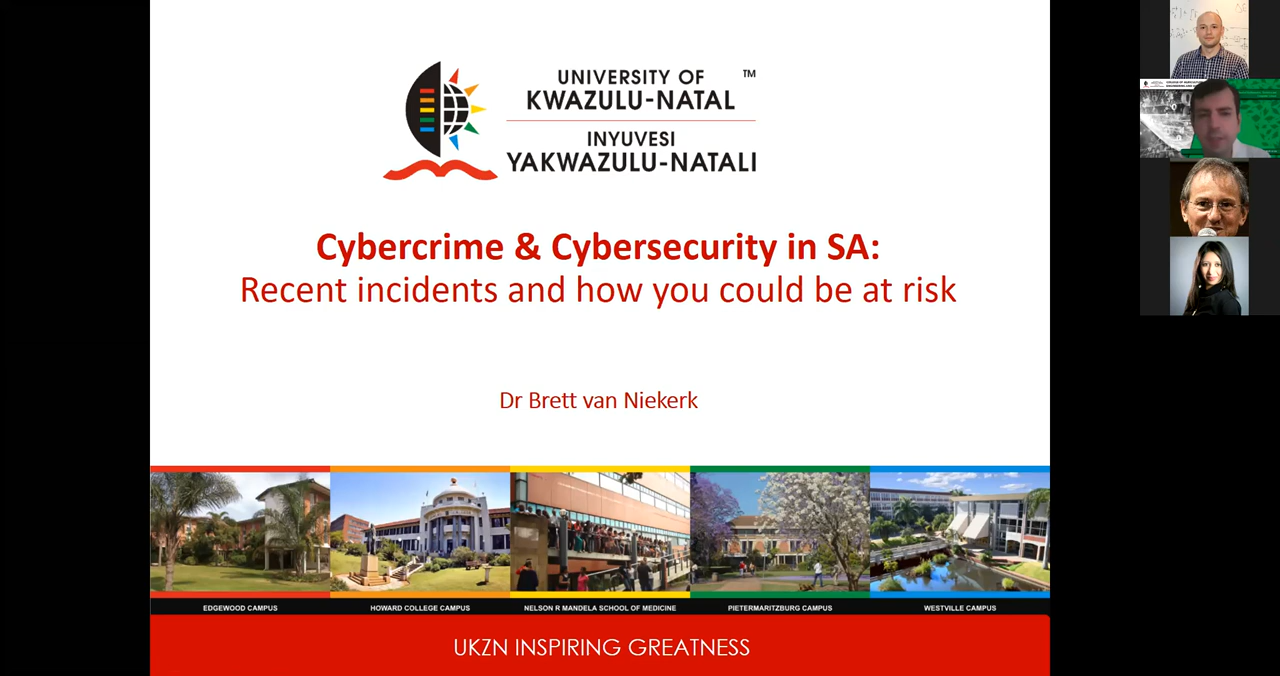 UNIVERSITY OF
KWAZULU-NATAL
TM
INYUVESI
YAKWAZULU-NATALI
Cybercrime & Cybersecurity in SA:
Recent incidents and how you could be at risk
Dr Brett van Niekerk
EDGEWOOD CAMPUS
HOWARD COLLEGE CAMPUS
NELSON R MANDELA SCHOOL OF MEDICINE
PIETERMARITZBURG CAMPUS
WESTVILLE CAMPUS
UKZN INSPIRING GREATNESS